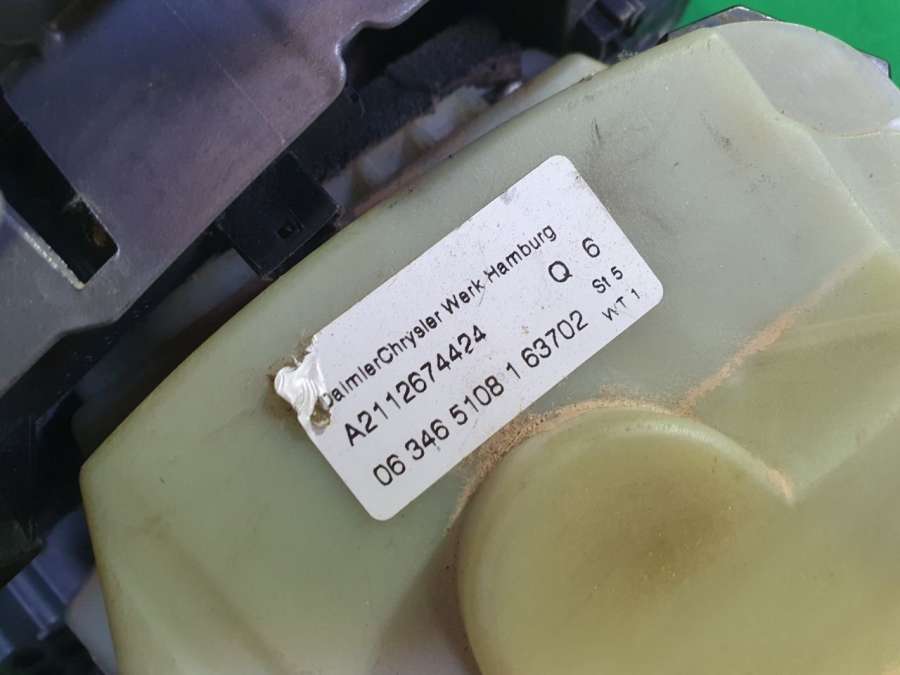 DaimlerChrysler Werk Hamburg
A2112674424 Q 6
06 346 5108 1 63702 St 5
WT 1